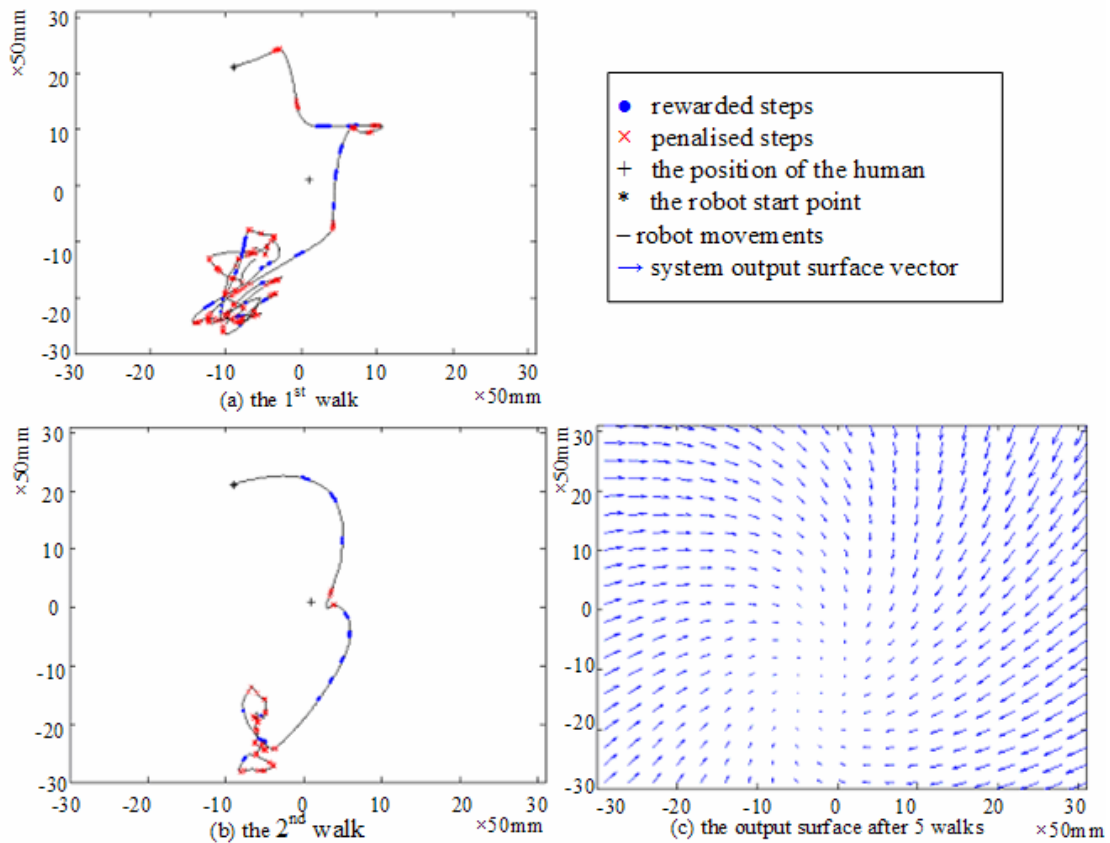 ×50mm
30
20
10
0
-10
-20
-30
-30 -20 -10 0 10 20 30
(a) the 1st walk ×50mm
● rewarded steps
× penalised steps
+ the position of the human
* the robot start point
– robot movements
→ system output surface vector
×50mm
30
20
10
0
-10
-20
-30
-30 -20 -10 0 10 20 30
(b) the 2nd walk ×50mm
×50mm
30
20
10
0
-10
-20
-30
-30 -20 -10 0 10 20 30
(c) the output surface after 5 walks ×50mm